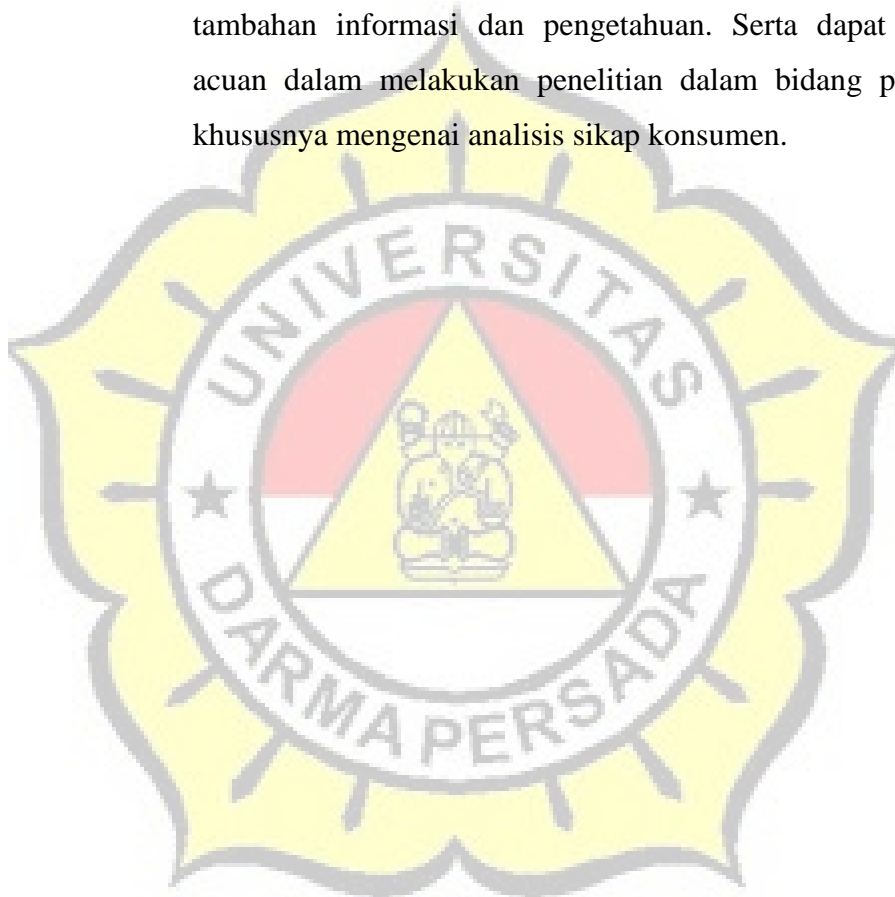 tambahan informasi dan pengetahuan. Serta dapat
acuan dalam melakukan penelitian dalam bidang p
khususnya mengenai analisis sikap konsumen.
UNIVERSITAS
DARMA PERSADA